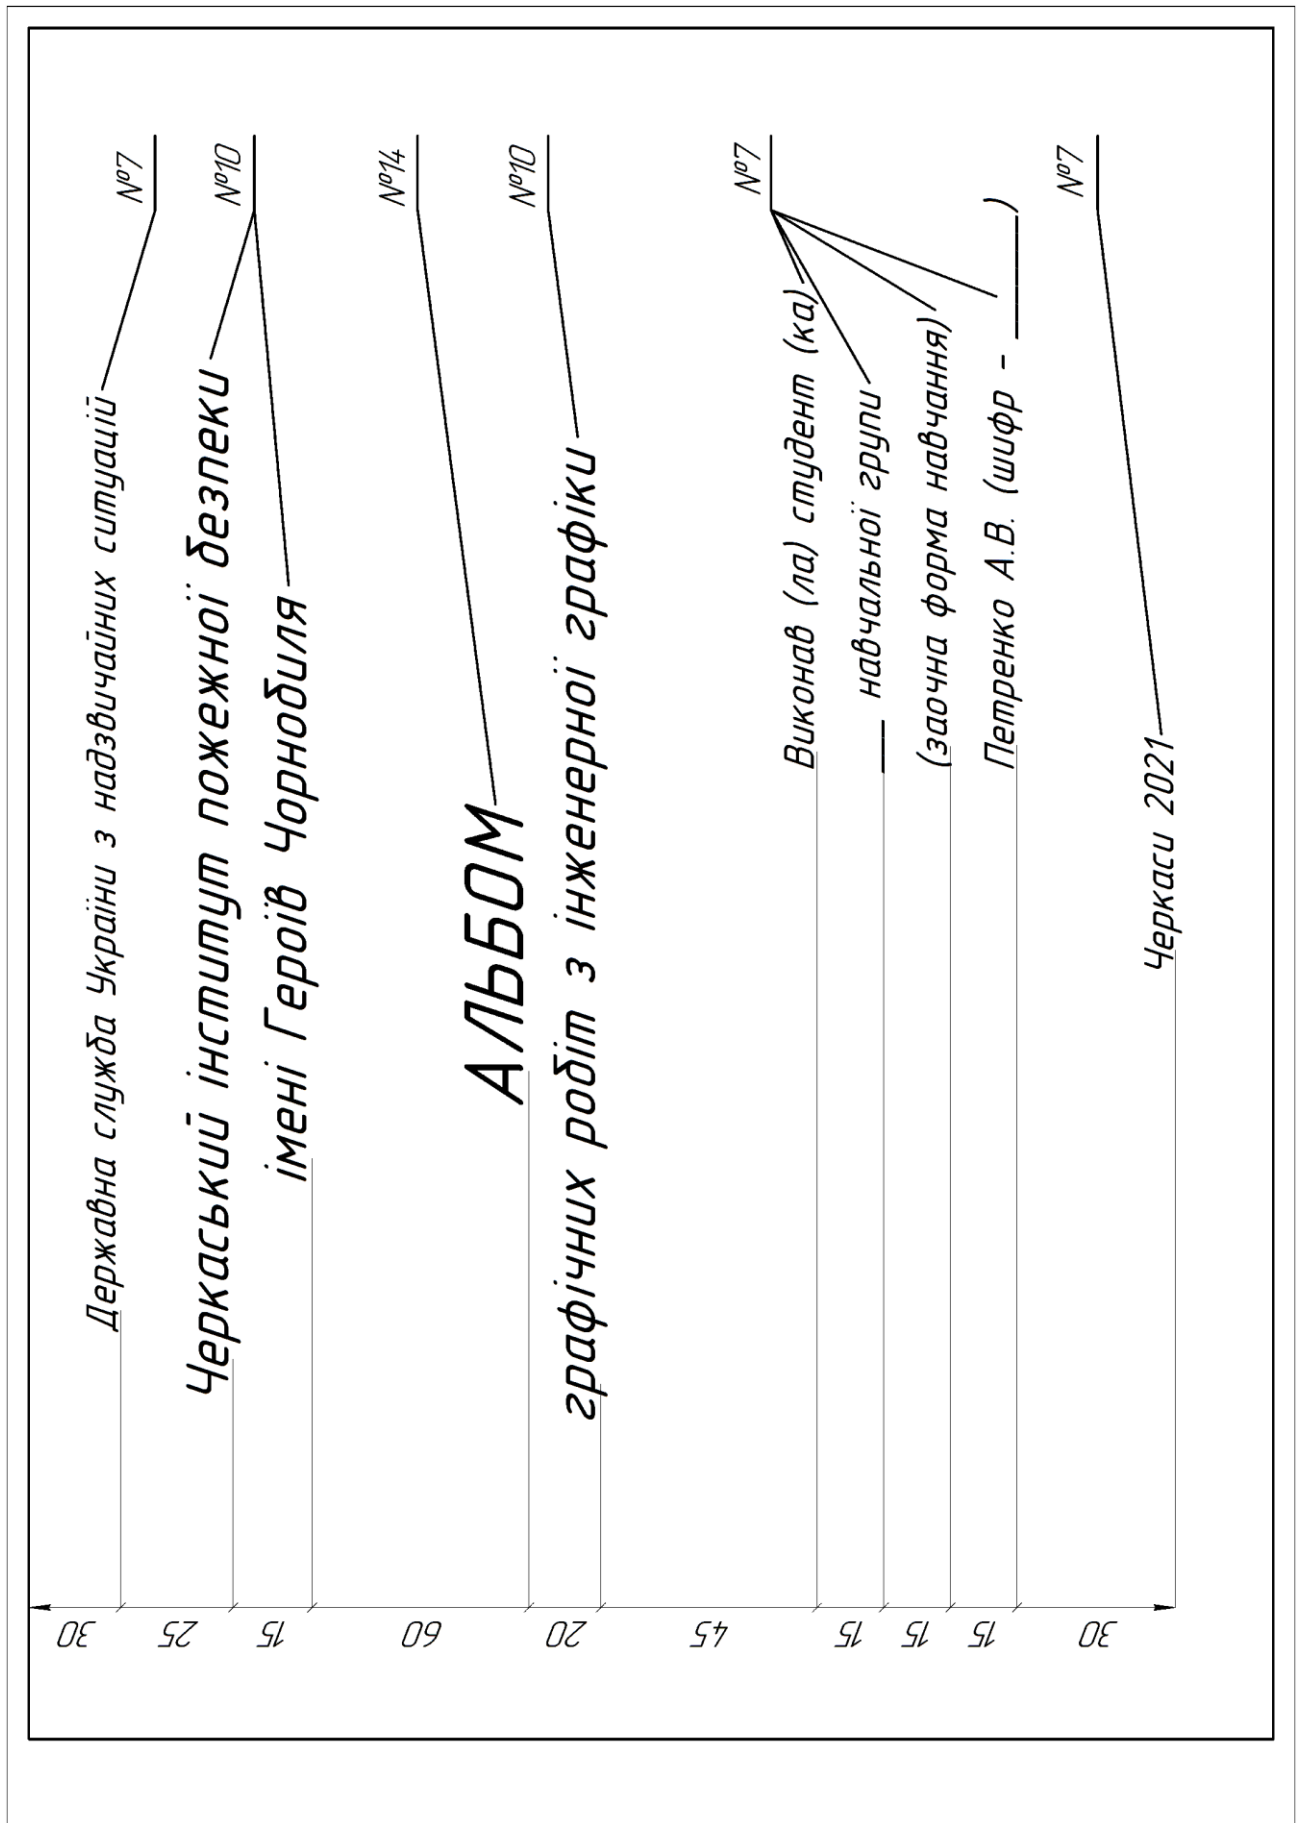 Державна служба України з надзвичайних ситуацій
№7
Черкаський інститут пожежної безпеки
№10
імені Героїв Чорнобиля
АЛЬБОМ
№14
графічних робіт з інженерної графіки
№10
Виконав (ла) студент (ка)
№7
___ навчальної групи
(заочна форма навчання)
Петренко А.В. (шифр - ______)
Черкаси 2021
№7
30
25
15
60
20
45
15
15
15
30